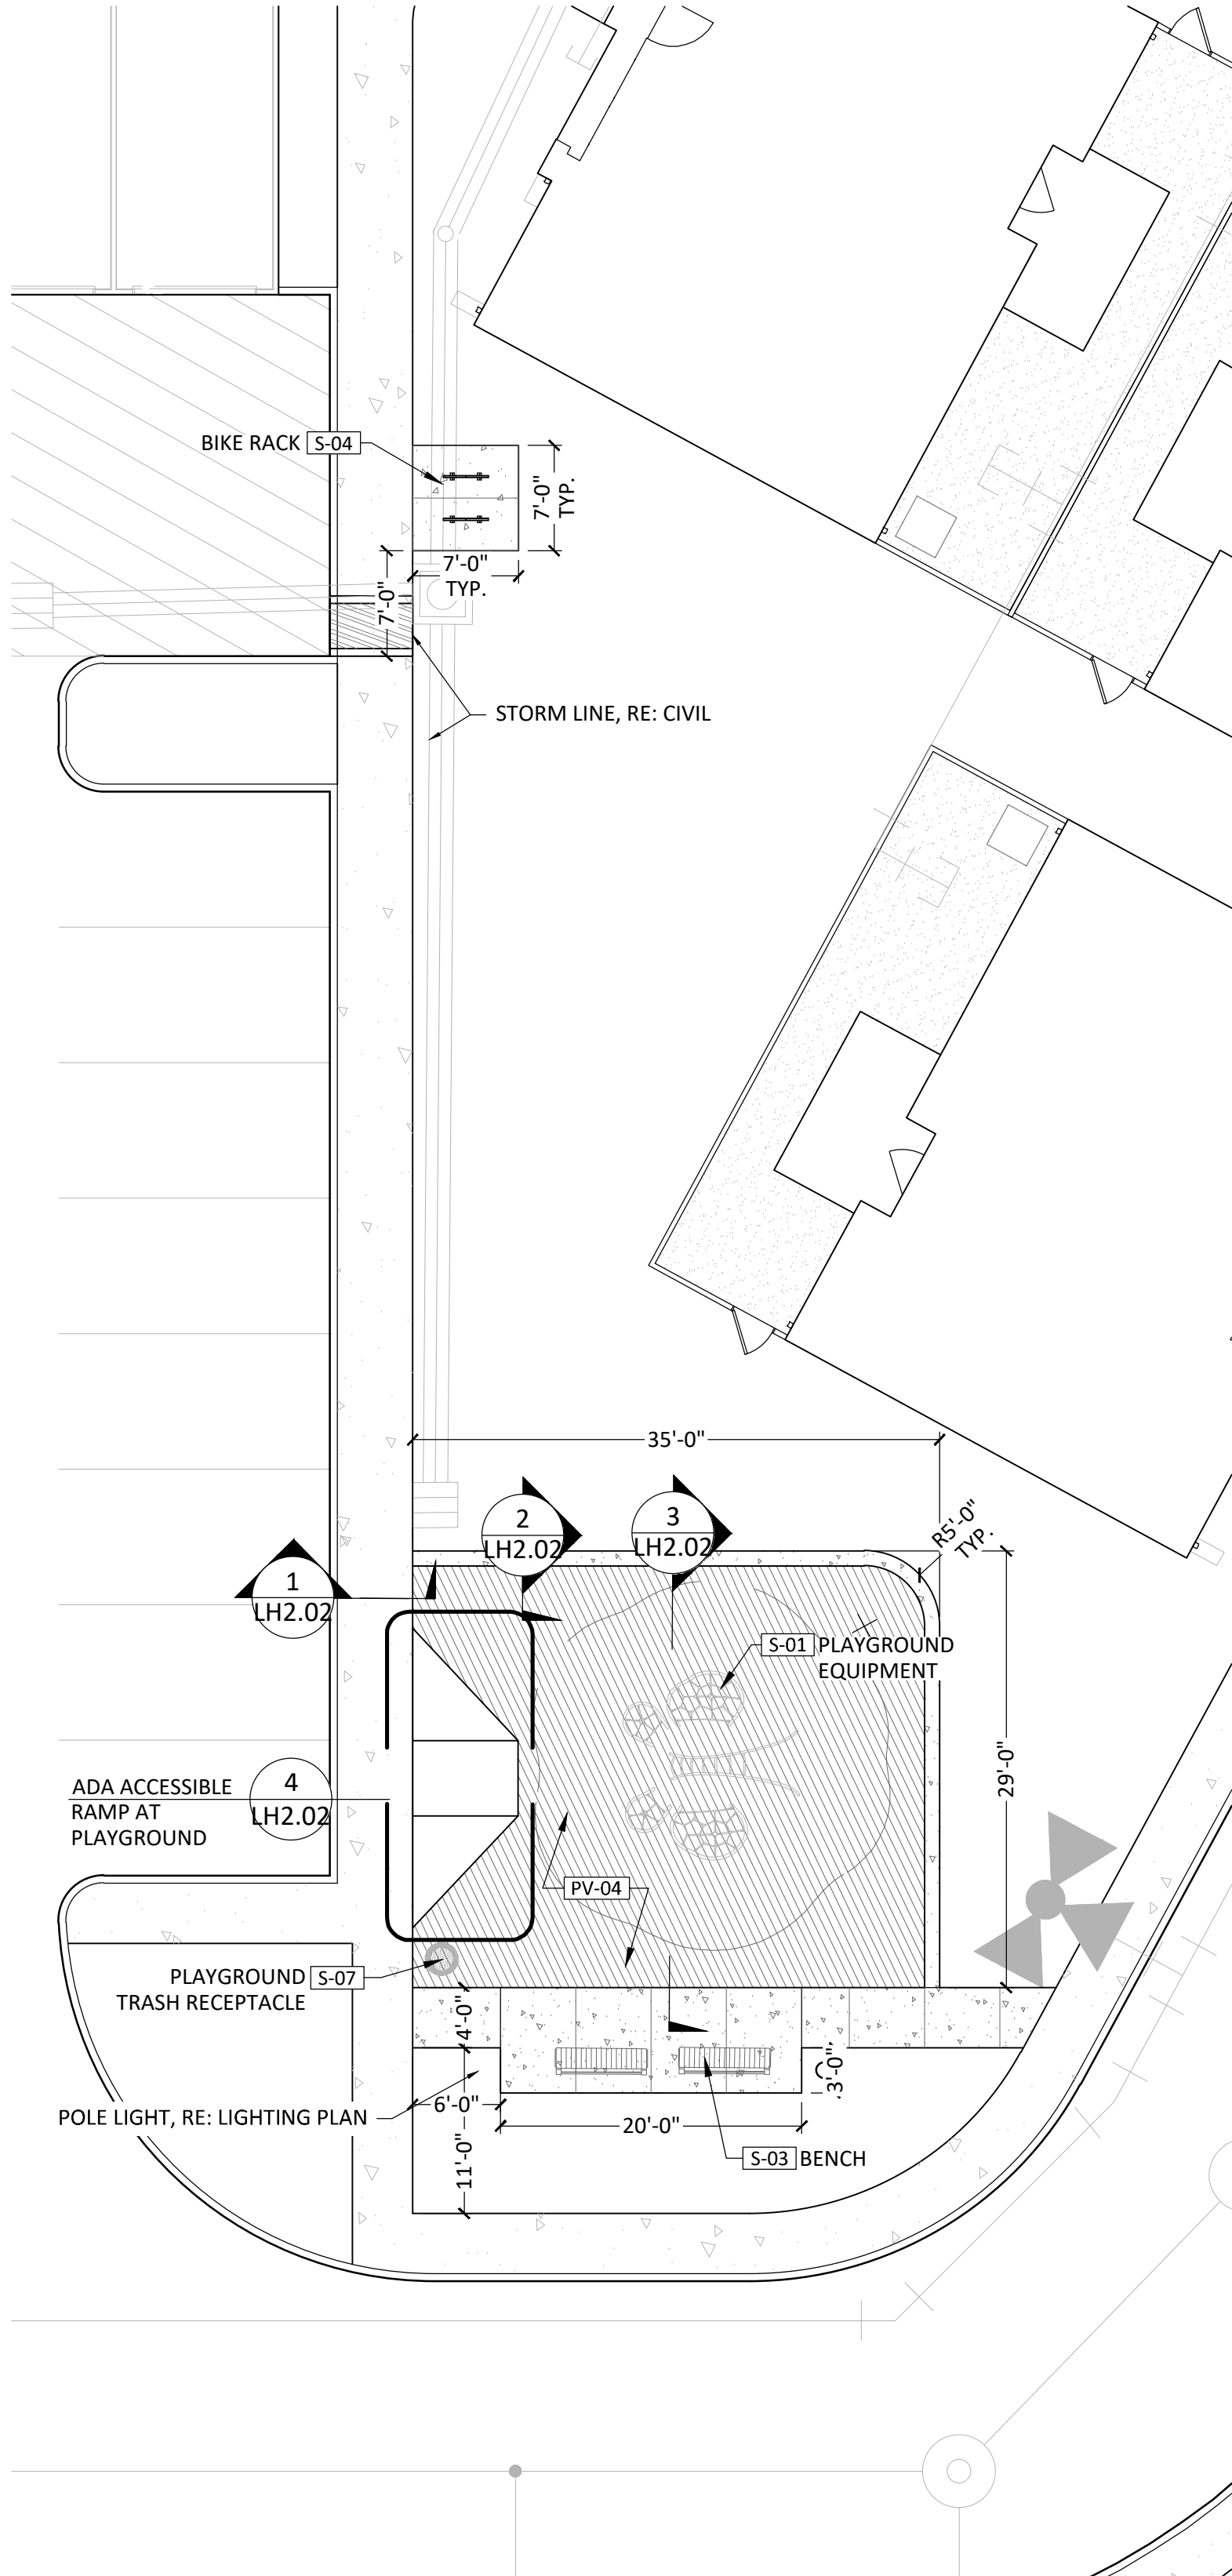 BIKE RACK S-04
7'-0"
TYP.
7'-0"
TYP.
7'-0"
STORM LINE, RE: CIVIL
35'-0"
R5'-0"
TYP.
2
LH2.02
3
LH2.02
1
LH2.02
S-01 PLAYGROUND
EQUIPMENT
29'-0"
ADA ACCESSIBLE
RAMP AT
PLAYGROUND
4
LH2.02
PV-04
PLAYGROUND S-07
TRASH RECEPTACLE
4'-0"
3'-0"
6'-0"
POLE LIGHT, RE: LIGHTING PLAN
20'-0"
11'-0"
S-03 BENCH